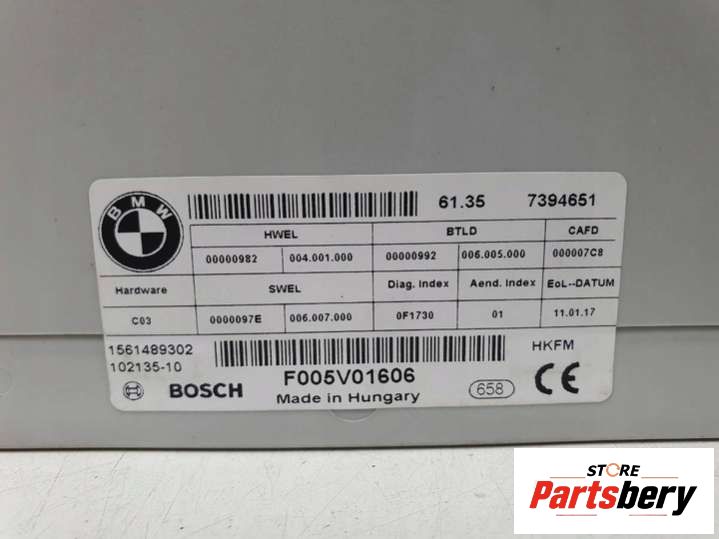 BMW
61.35 7394651
HWEL BTLD CAFD
00000982 004.001.000 00000992 006.005.000 000007C8
Hardware SWEL Diag. Index Aend. Index EoL--DATUM
C03 0000097E 006.007.000 0F1730 01 11.01.17
1561489302 HKFM
102135-10
BOSCH F005V01606 658 CE
Made in Hungary
STORE
Partsbery